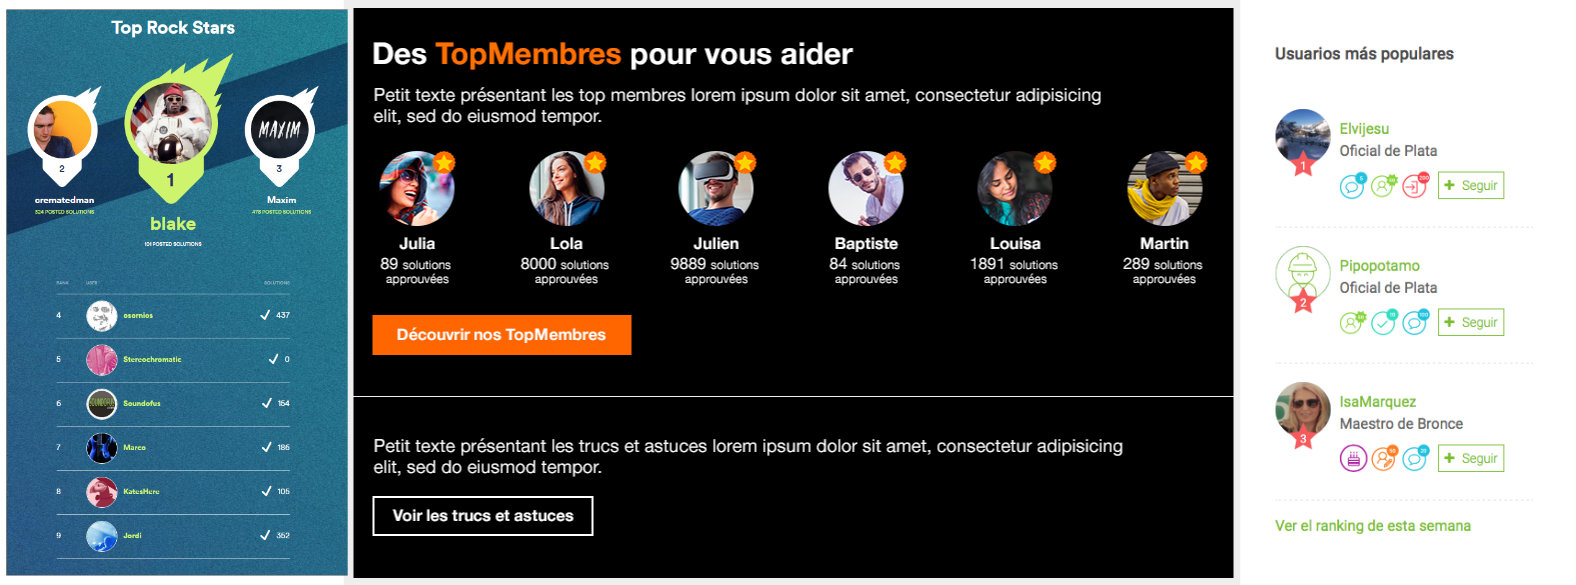 Top Rock Stars
2
1
3
crematedman
324 POSTED SOLUTIONS
blake
101 POSTED SOLUTIONS
MAXIM
Maxim
478 POSTED SOLUTIONS
RANK USER SOLUTIONS
4 esernios 437
5 Stereochromatic 0
6 Soundofus 154
7 Marco 186
8 KatesHere 105
9 Jordi 352
Des TopMembres pour vous aider
Petit texte présentant les top membres lorem ipsum dolor sit amet, consectetur adipisicing
elit, sed do eiusmod tempor.
Julia
89 solutions
approuvées
Lola
8000 solutions
approuvées
Julien
9889 solutions
approuvées
Baptiste
84 solutions
approuvées
Louisa
1891 solutions
approuvées
Martin
289 solutions
approuvées
Découvrir nos TopMembres
Petit texte présentant les trucs et astuces lorem ipsum dolor sit amet, consectetur adipisicing
elit, sed do eiusmod tempor.
Voir les trucs et astuces
Usuarios más populares
1
Elvijesu
Oficial de Plata
+ Seguir
2
Pipopotamo
Oficial de Plata
+ Seguir
3
IsaMarquez
Maestro de Bronce
+ Seguir
Ver el ranking de esta semana